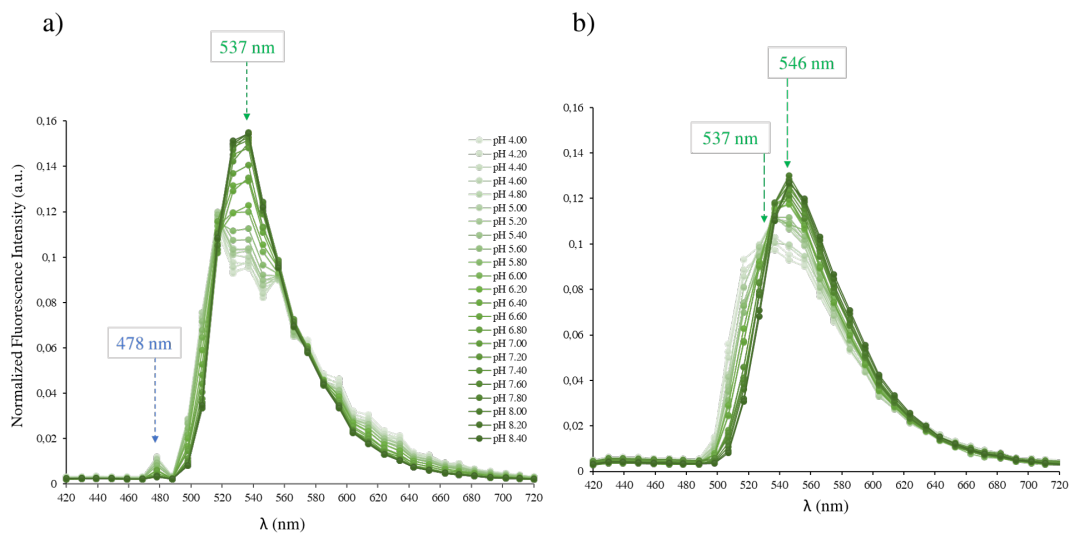 a)
537 nm
478 nm
Normalized Fluorescence Intensity (a.u.)
0,16
0,14
0,12
0,1
0,08
0,06
0,04
0,02
0
420 440 460 480 500 520 540 560 580 600 620 640 660 680 700 720
λ (nm)
pH 4.00
pH 4.20
pH 4.40
pH 4.60
pH 4.80
pH 5.00
pH 5.20
pH 5.40
pH 5.60
pH 5.80
pH 6.00
pH 6.20
pH 6.40
pH 6.60
pH 6.80
pH 7.00
pH 7.20
pH 7.40
pH 7.60
pH 7.80
pH 8.00
pH 8.20
pH 8.40
b)
546 nm
537 nm
0,16
0,14
0,12
0,1
0,08
0,06
0,04
0,02
0
420 440 460 480 500 520 540 560 580 600 620 640 660 680 700 720
λ (nm)